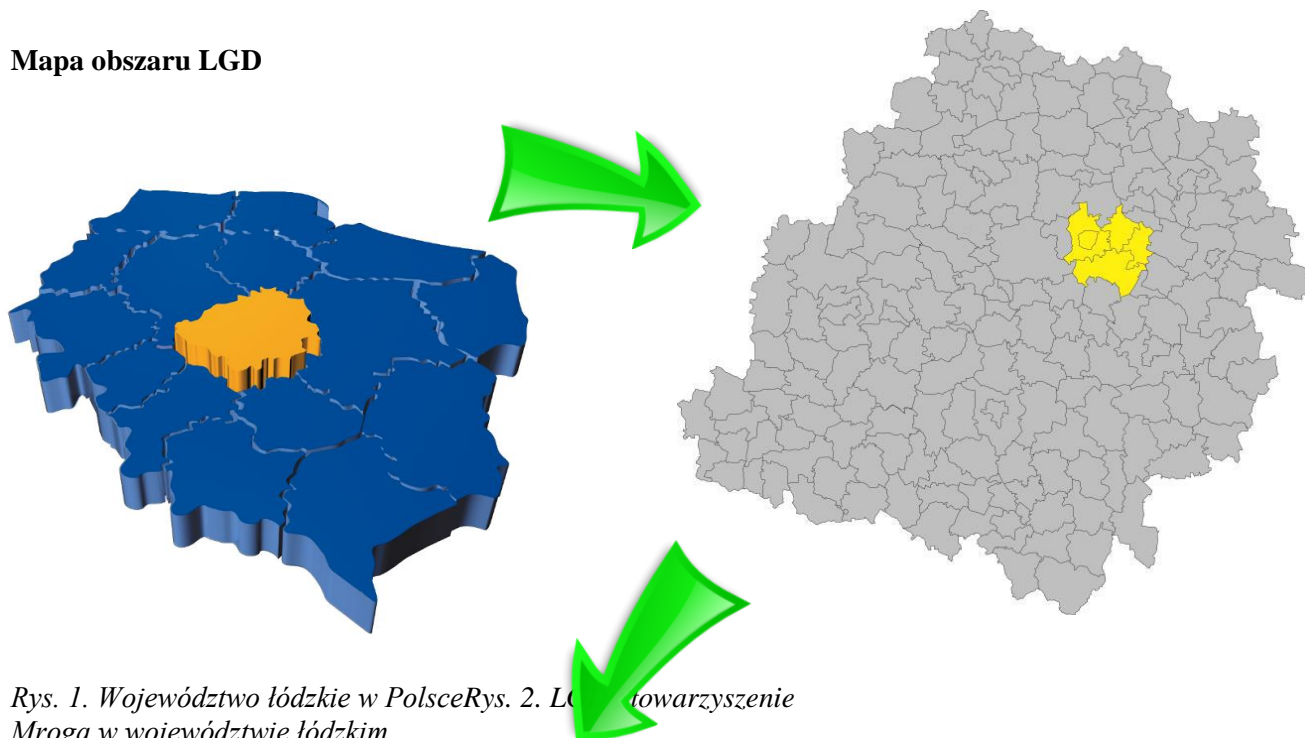 Mapa obszaru LGD
Rys. 1. Województwo łódzkie w PolsceRys. 2. towarzyszenie
Mroga w województwie łódzkim